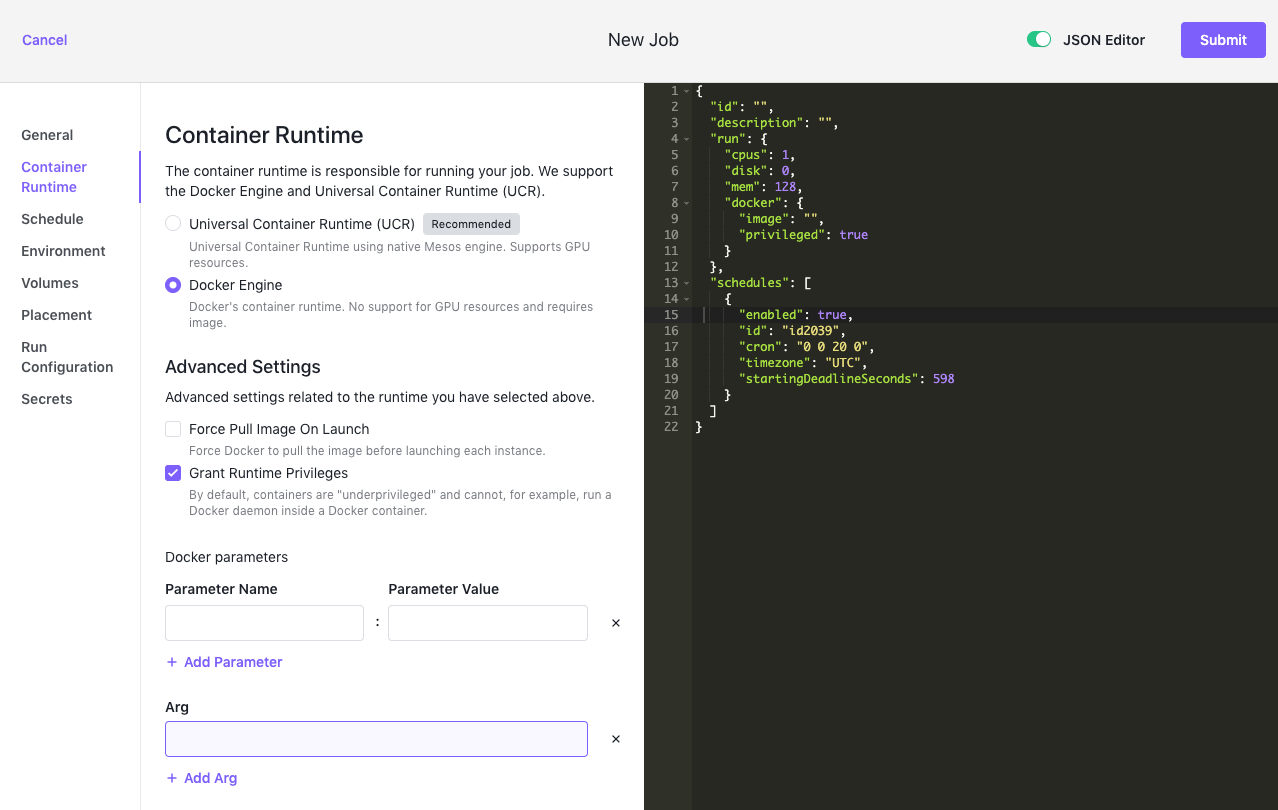 Cancel
New Job
JSON Editor
Submit
General
Container
Runtime
Schedule
Environment
Volumes
Placement
Run
Configuration
Secrets
Container Runtime
The container runtime is responsible for running your job. We support
the Docker Engine and Universal Container Runtime (UCR).
Universal Container Runtime (UCR) Recommended
Universal Container Runtime using native Mesos engine. Supports GPU
resources.
Docker Engine
Docker's container runtime. No support for GPU resources and requires
image.
Advanced Settings
Advanced settings related to the runtime you have selected above.
Force Pull Image On Launch
Force Docker to pull the image before launching each instance.
Grant Runtime Privileges
By default, containers are "underprivileged" and cannot, for example, run a
Docker daemon inside a Docker container.
Docker parameters
Parameter Name Parameter Value
: ×
+ Add Parameter
Arg
×
+ Add Arg
1 {
2 "id": "",
3 "description": "",
4 "run": {
5 "cpus": 1,
6 "disk": 0,
7 "mem": 128,
8 "docker": {
9 "image": "",
10 "privileged": true
11 }
12 },
13 "schedules": [
14 {
15 "enabled": true,
16 "id": "id2039",
17 "cron": "0 0 20 0",
18 "timezone": "UTC",
19 "startingDeadlineSeconds": 598
20 }
21 ]
22 }